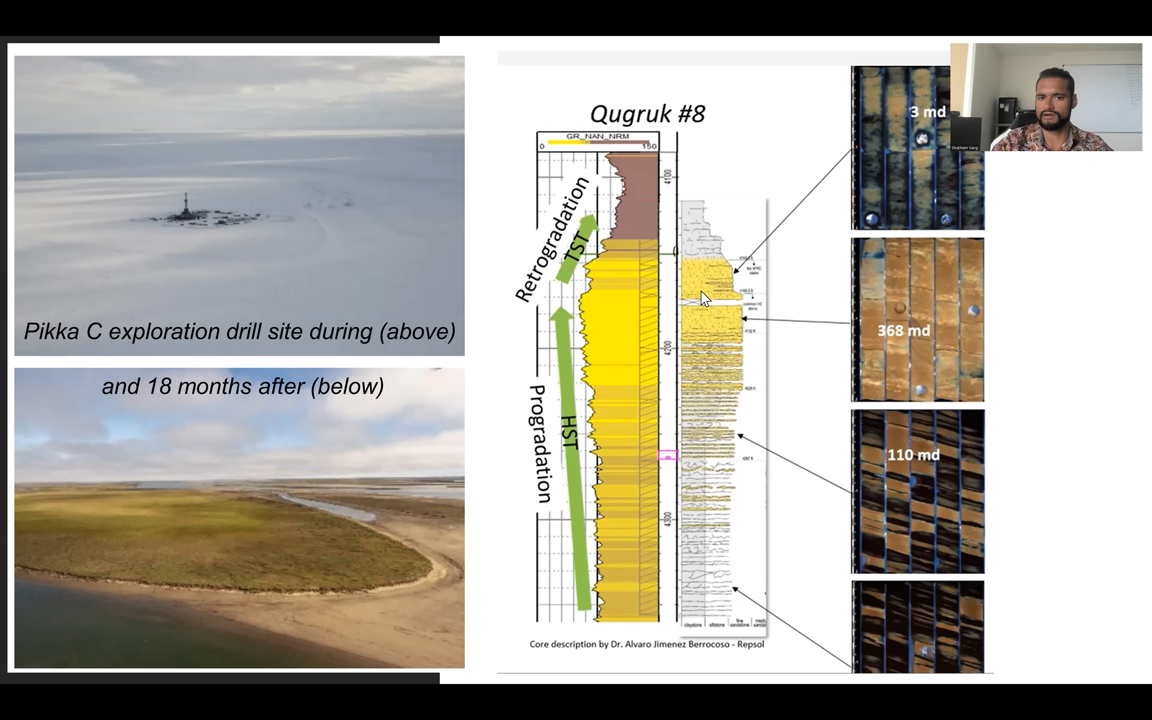 Pikka C exploration drill site during (above)
and 18 months after (below)
Qugruk #8
GR_NAN_NRM
0 150
Retrogradation
TST
Progradation
HST
4100
4200
4300
claystone siltstone fine sandstone
Core description by Dr. Alvaro Jimenez Berrocoso - Repsol
3 md
368 md
110 md
Shubham Garg